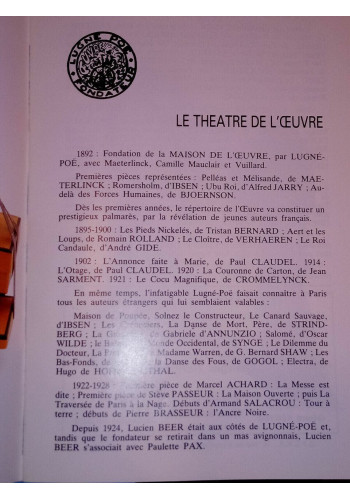 LUGNÉ POË
FONDATEUR
LE THEATRE DE L'ŒUVRE
1892 : Fondation de la MAISON DE L'ŒUVRE, par LUGNÉ-
POË, avec Maeterlinck, Camille Mauclair et Vuillard.
Premières pièces représentées : Pelléas et Mélisande, de MAE-
TERLINCK ; Romersholm, d'IBSEN ; Ubu Roi, d'Alfred JARRY ; Au-
delà des Forces Humaines, de BJOERNSON.
Dès les premières années, le répertoire de l'Œuvre va constituer un
prestigieux palmarès, par la révélation de jeunes auteurs français.
1895-1900 : Les Pieds Nickelés, de Tristan BERNARD ; Aert et les
Loups, de Romain ROLLAND ; Le Cloître, de VERHAEREN ; Le Roi
Candaule, d'André GIDE.
1902 : L'Annonce faite à Marie, de Paul CLAUDEL. 1914 :
L'Otage, de Paul CLAUDEL. 1920 : La Couronne de Carton, de Jean
SARMENT. 1921 : Le Cocu Magnifique, de CROMMELYNCK.
En même temps, l'infatigable Lugné-Poë faisait connaître à Paris
tous les auteurs étrangers qui lui semblaient valables :
Maison de Poupée, Solnez le Constructeur, Le Canard Sauvage,
d'IBSEN ; Les, La Danse de Mort, Père, de STRIND-
BERG ; La Gabriele d'ANNUNZIO ; Salomé, d'Oscar
WILDE ; le Monde Occidental, de SYNGE ; Le Dilemme du
Docteur, La Madame Warren, de G. Bernard SHAW ; Les
Bas-Fonds, de la Danse des Fous, de GOGOL ; Electra, de
Hugo de
1922-1928 : Première pièce de Marcel ACHARD : La Messe est
dite ; Première pièce de Stève PASSEUR : La Maison Ouverte ; puis La
Traversée de Paris à la Nage. Débuts d'Armand SALACROU : Tour à
terre ; débuts de Pierre BRASSEUR : l'Ancre Noire.
Depuis 1924, Lucien BEER était aux côtés de LUGNÉ-POË et,
tandis que le fondateur se retirait dans un mas avignonnais, Lucien
BEER s'associait avec Paulette PAX.